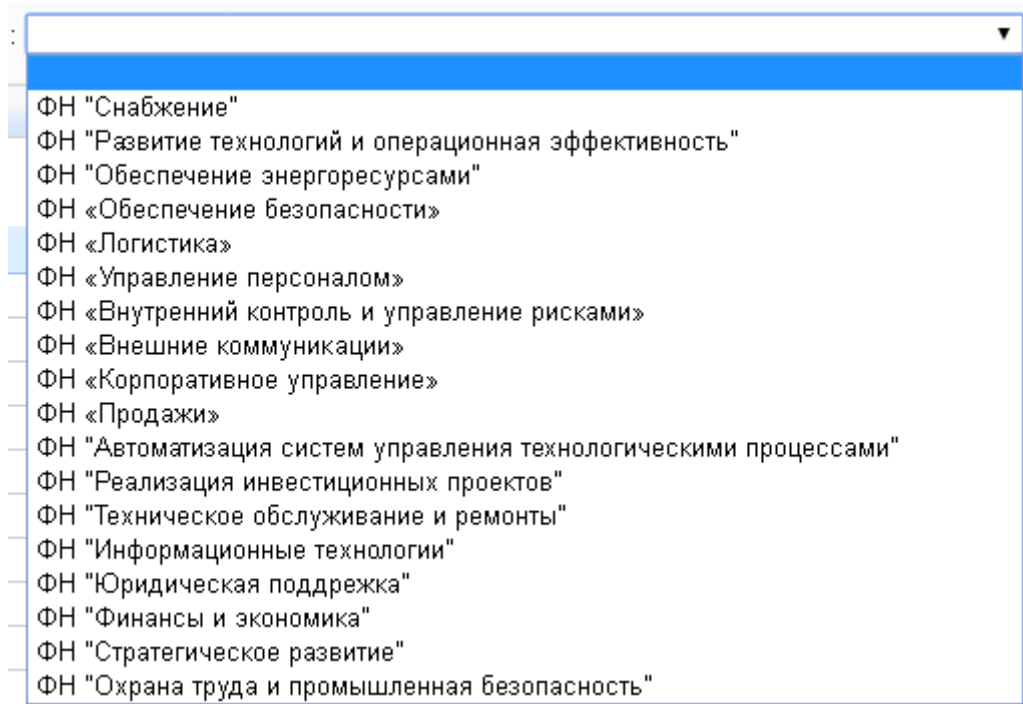 :
ФН "Снабжение"
ФН "Развитие технологий и операционная эффективность"
ФН "Обеспечение энергоресурсами"
ФН «Обеспечение безопасности»
ФН «Логистика»
ФН «Управление персоналом»
ФН «Внутренний контроль и управление рисками»
ФН «Внешние коммуникации»
ФН «Корпоративное управление»
ФН «Продажи»
ФН "Автоматизация систем управления технологическими процессами"
ФН "Реализация инвестиционных проектов"
ФН "Техническое обслуживание и ремонты"
ФН "Информационные технологии"
ФН "Юридическая поддрежка"
ФН "Финансы и экономика"
ФН "Стратегическое развитие"
ФН "Охрана труда и промышленная безопасность"